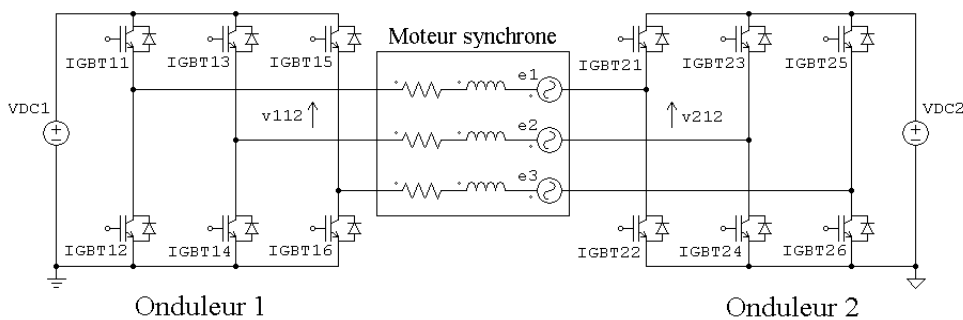 Moteur synchrone
IGBT11 IGBT13 IGBT15 IGBT21 IGBT23 IGBT25
e1
VDC1 v112 v212 VDC2
e2
e3
IGBT12 IGBT14 IGBT16 IGBT22 IGBT24 IGBT26
Onduleur 1 Onduleur 2